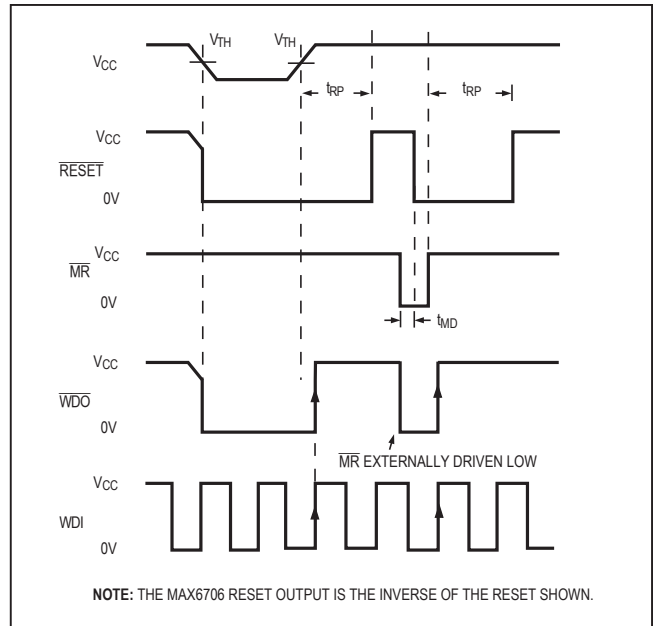 VTH VTH
VCC
tRP tRP
VCC
RESET
0V
VCC
MR
0V
tMD
VCC
WDO
0V
MR EXTERNALLY DRIVEN LOW
VCC
WDI
0V
NOTE: THE MAX6706 RESET OUTPUT IS THE INVERSE OF THE RESET SHOWN.